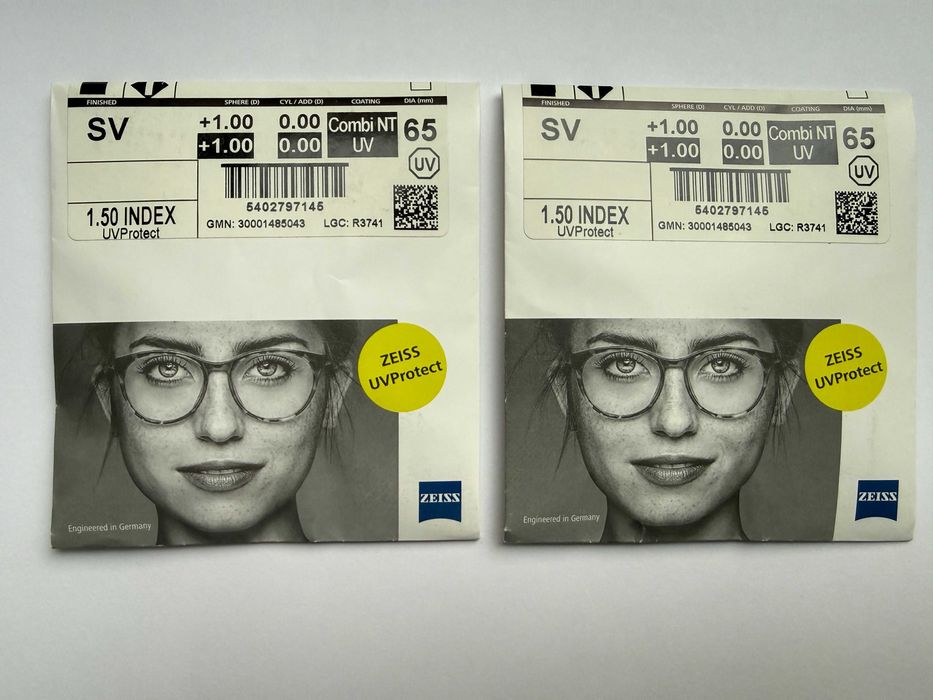 FINISHED SPHERE (D) CYL / ADD (D) COATING DIA (mm)
SV +1.00 0.00 Combi NT 65
+1.00 0.00 UV
UV
5402797145
1.50 INDEX
UVProtect
GMN: 30001485043 LGC: R3741
ZEISS
UVProtect
ZEISS
Engineered in Germany
FINISHED SPHERE (D) CYL / ADD (D) COATING DIA (mm)
SV +1.00 0.00 Combi NT 65
+1.00 0.00 UV
UV
5402797145
1.50 INDEX
UVProtect
GMN: 30001485043 LGC: R3741
ZEISS
UVProtect
ZEISS
Engineered in Germany